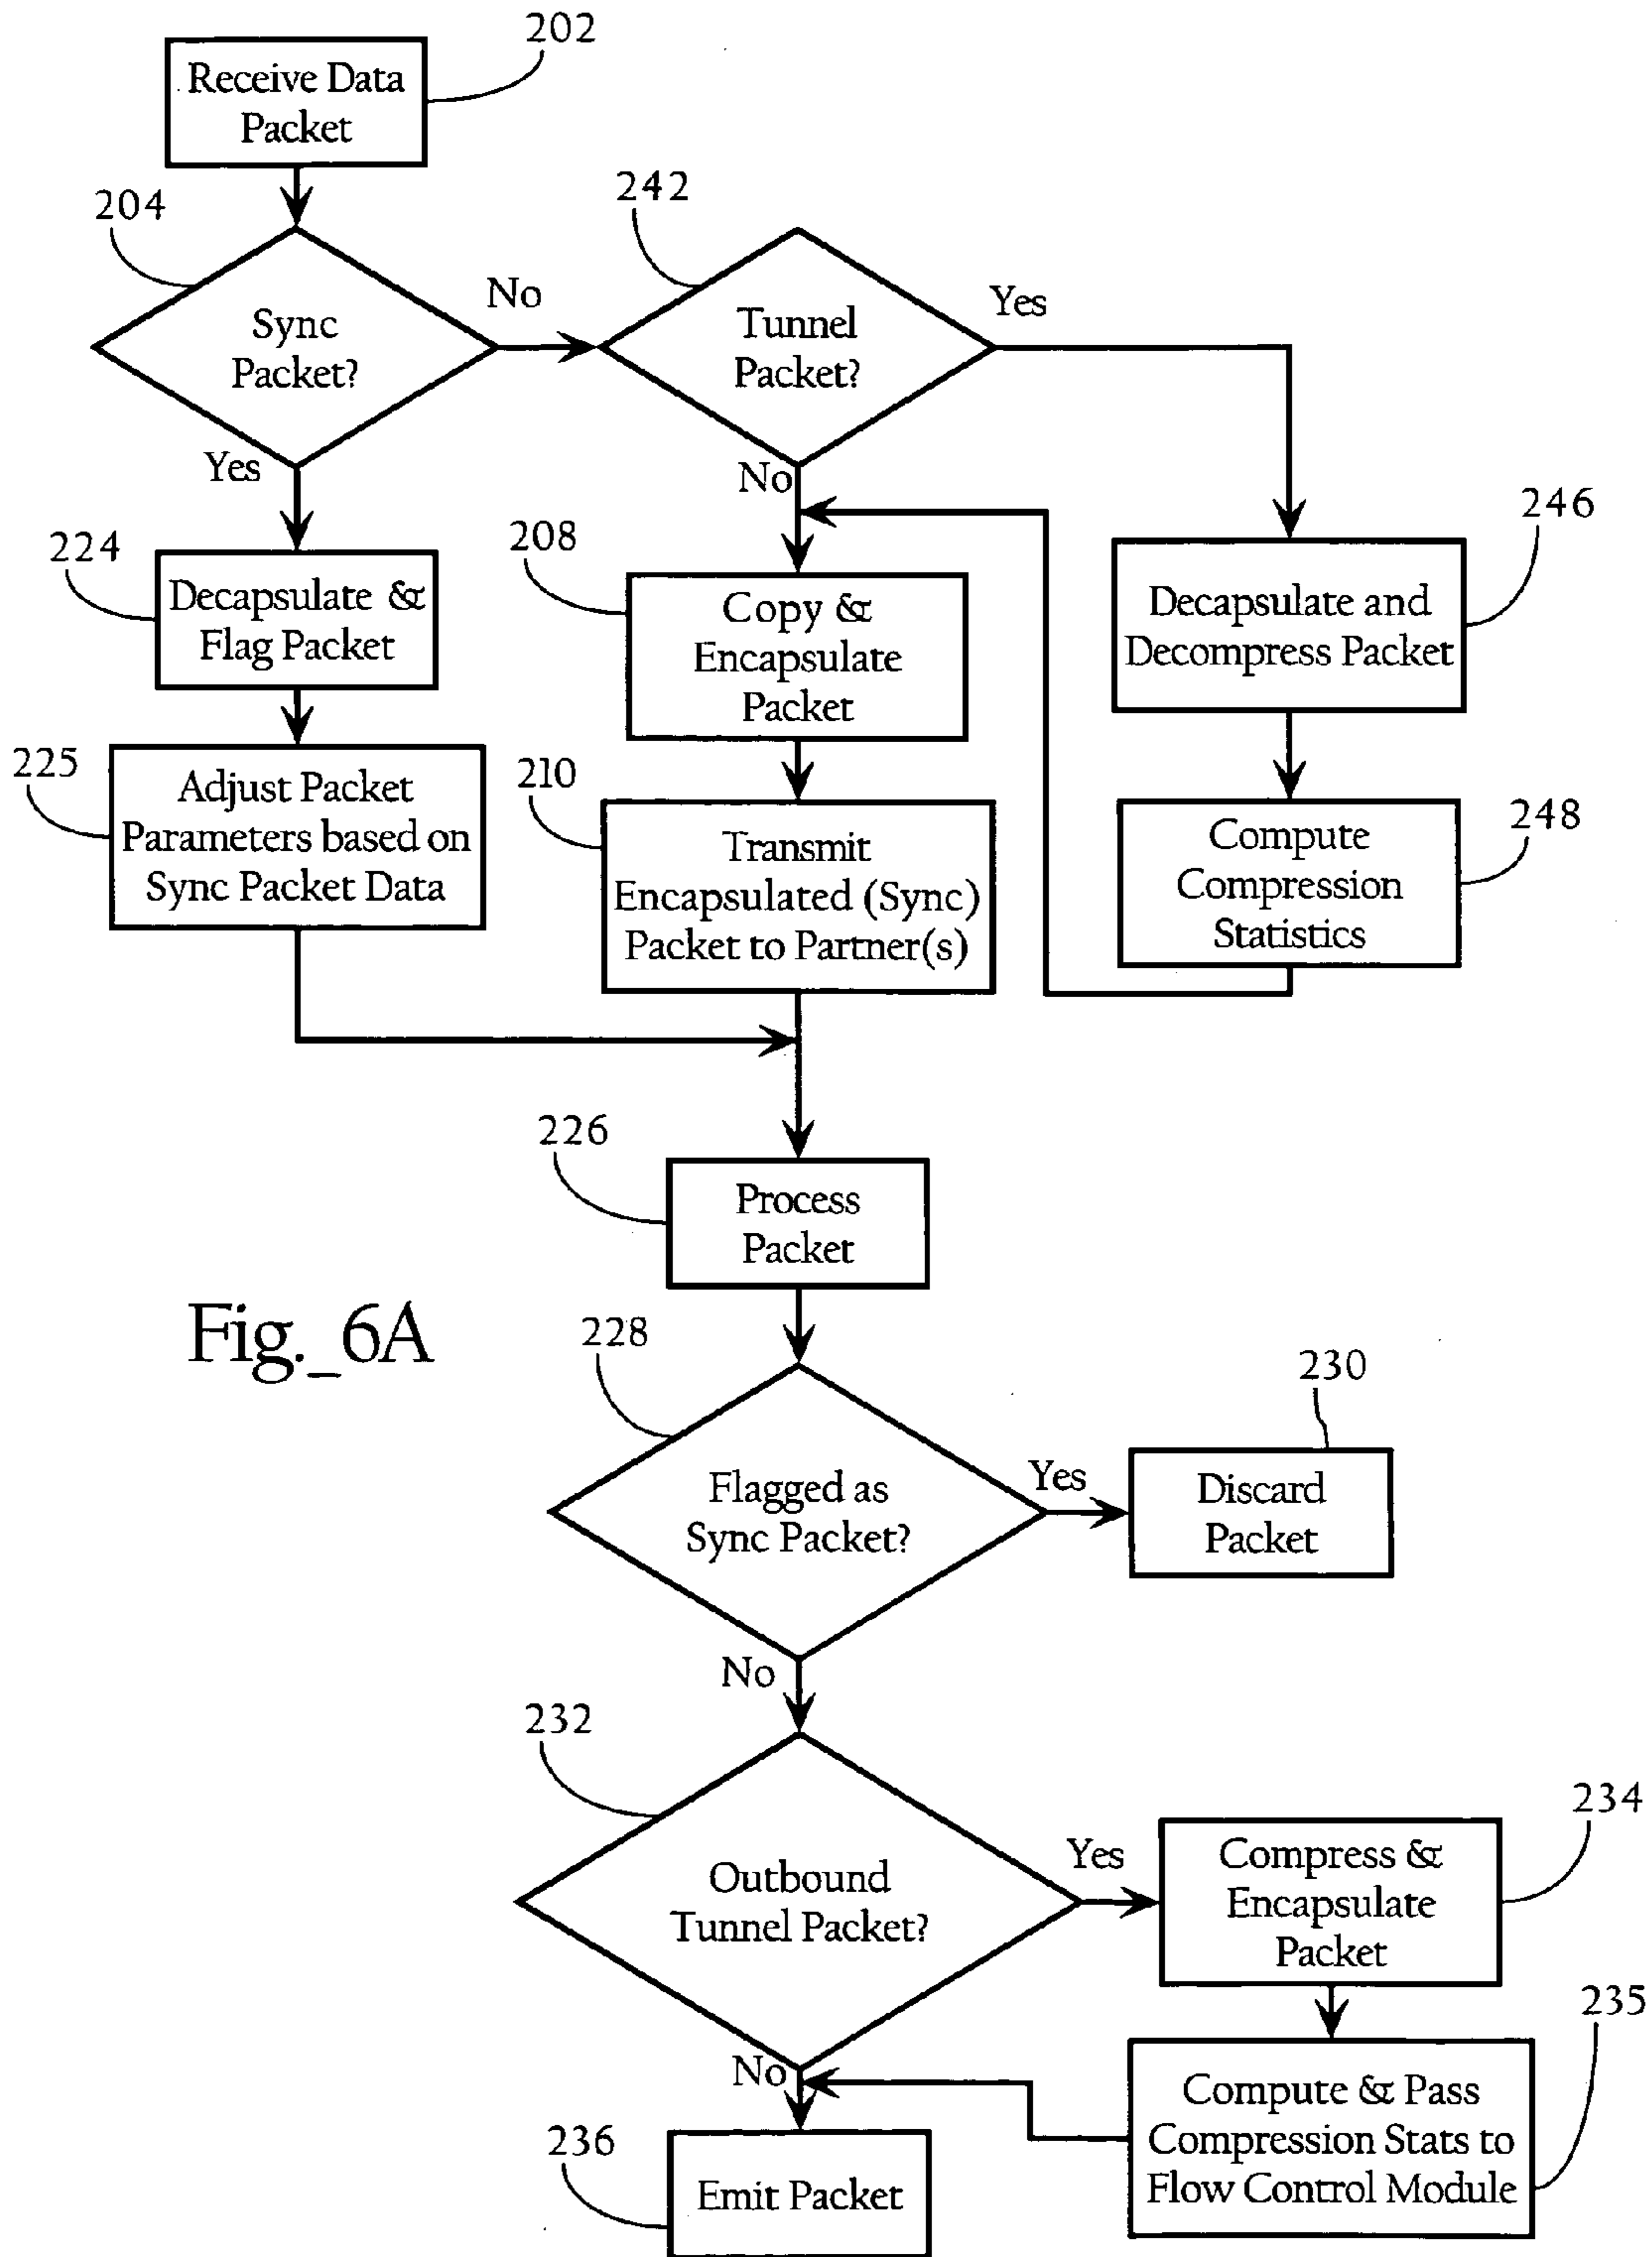 202
Receive Data
Packet
204
242
Sync
Packet?
No
Tunnel
Packet?
Yes
Yes
No
224
Decapsulate &
Flag Packet
208
Copy &
Encapsulate
Packet
246
Decapsulate and
Decompress Packet
225
Adjust Packet
Parameters based on
Sync Packet Data
210
Transmit
Encapsulated (Sync)
Packet to Partner(s)
248
Compute
Compression
Statistics
226
Process
Packet
Fig._6A
228
Flagged as
Sync Packet?
Yes
230
Discard
Packet
No
232
Outbound
Tunnel Packet?
Yes
234
Compress &
Encapsulate
Packet
No
235
Compute & Pass
Compression Stats to
Flow Control Module
236
Emit Packet